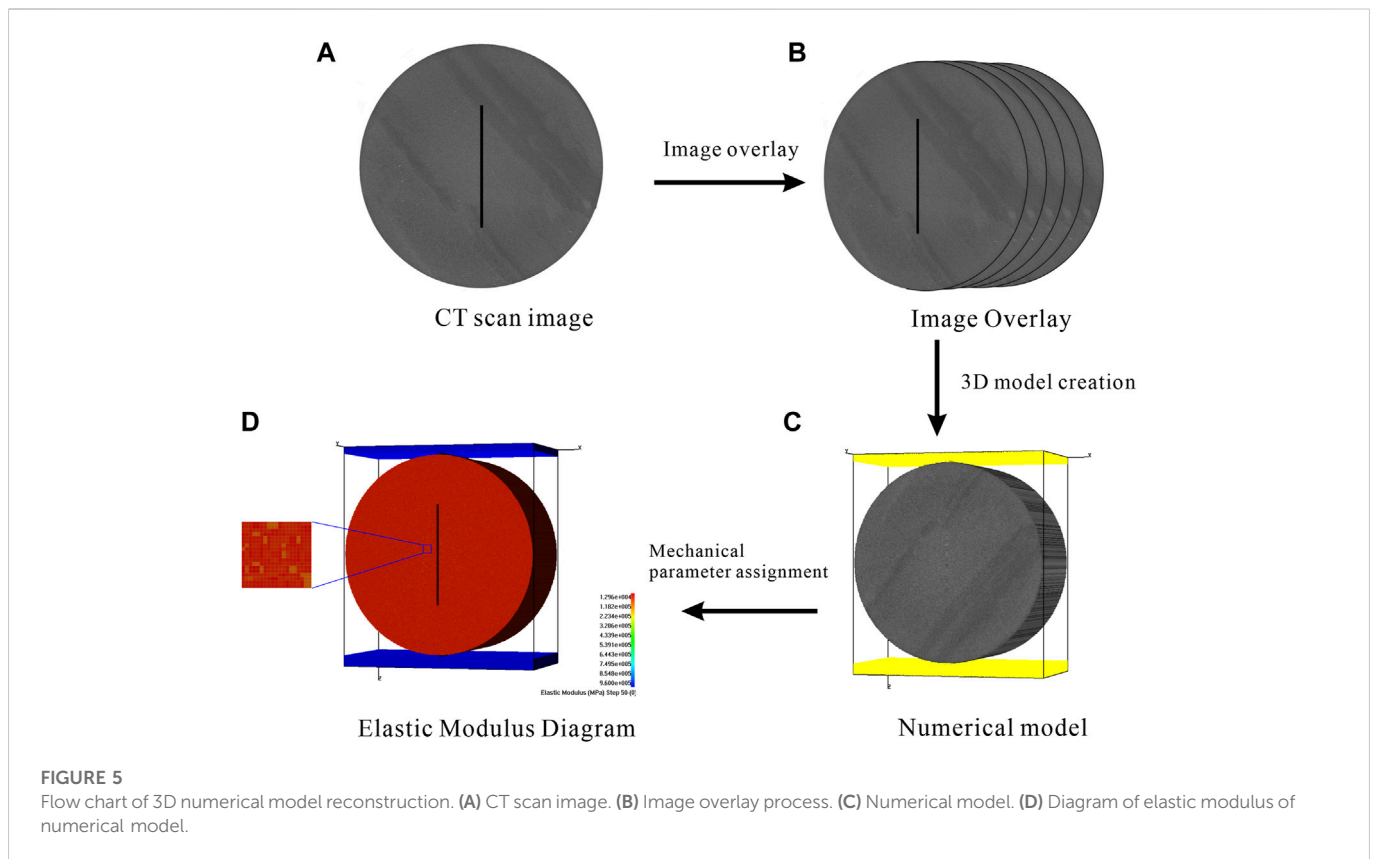 A
B
Image overlay
CT scan image
Image Overlay
3D model creation
D
C
Y
X
Y
X
Mechanical
parameter assignment
1.296e+004
1.182e+005
2.234e+005
3.286e+005
4.339e+005
5.391e+005
6.443e+005
7.495e+005
8.548e+005
9.600e+005
Z
Z
Elastic Modulus (MPa) Step 50-(0)
Elastic Modulus Diagram
Numerical model
FIGURE 5
Flow chart of 3D numerical model reconstruction. (A) CT scan image. (B) Image overlay process. (C) Numerical model. (D) Diagram of elastic modulus of
numerical model.